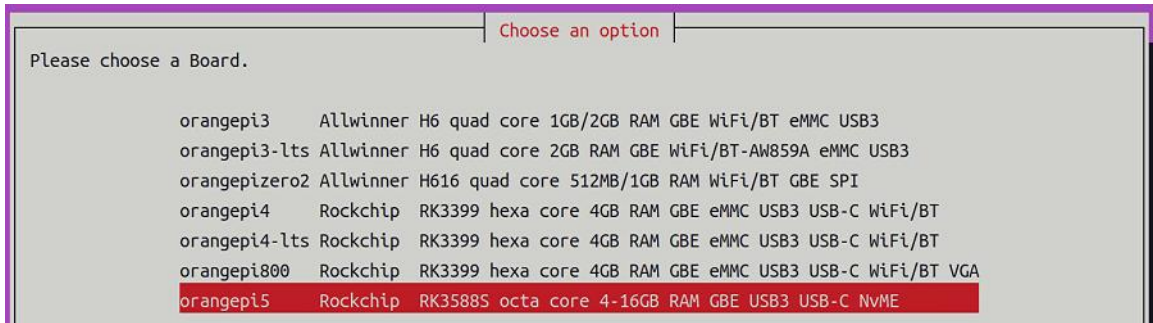 Choose an option
Please choose a Board.
orangepi3 Allwinner H6 quad core 1GB/2GB RAM GBE WiFi/BT eMMC USB3
orangepi3-lts Allwinner H6 quad core 2GB RAM GBE WiFi/BT-AW859A eMMC USB3
orangepizero2 Allwinner H616 quad core 512MB/1GB RAM WiFi/BT GBE SPI
orangepi4 Rockchip RK3399 hexa core 4GB RAM GBE eMMC USB3 USB-C WiFi/BT
orangepi4-lts Rockchip RK3399 hexa core 4GB RAM GBE eMMC USB3 USB-C WiFi/BT
orangepi800 Rockchip RK3399 hexa core 4GB RAM GBE eMMC USB3 USB-C WiFi/BT VGA
orangepi5 Rockchip RK3588S octa core 4-16GB RAM GBE USB3 USB-C NvME